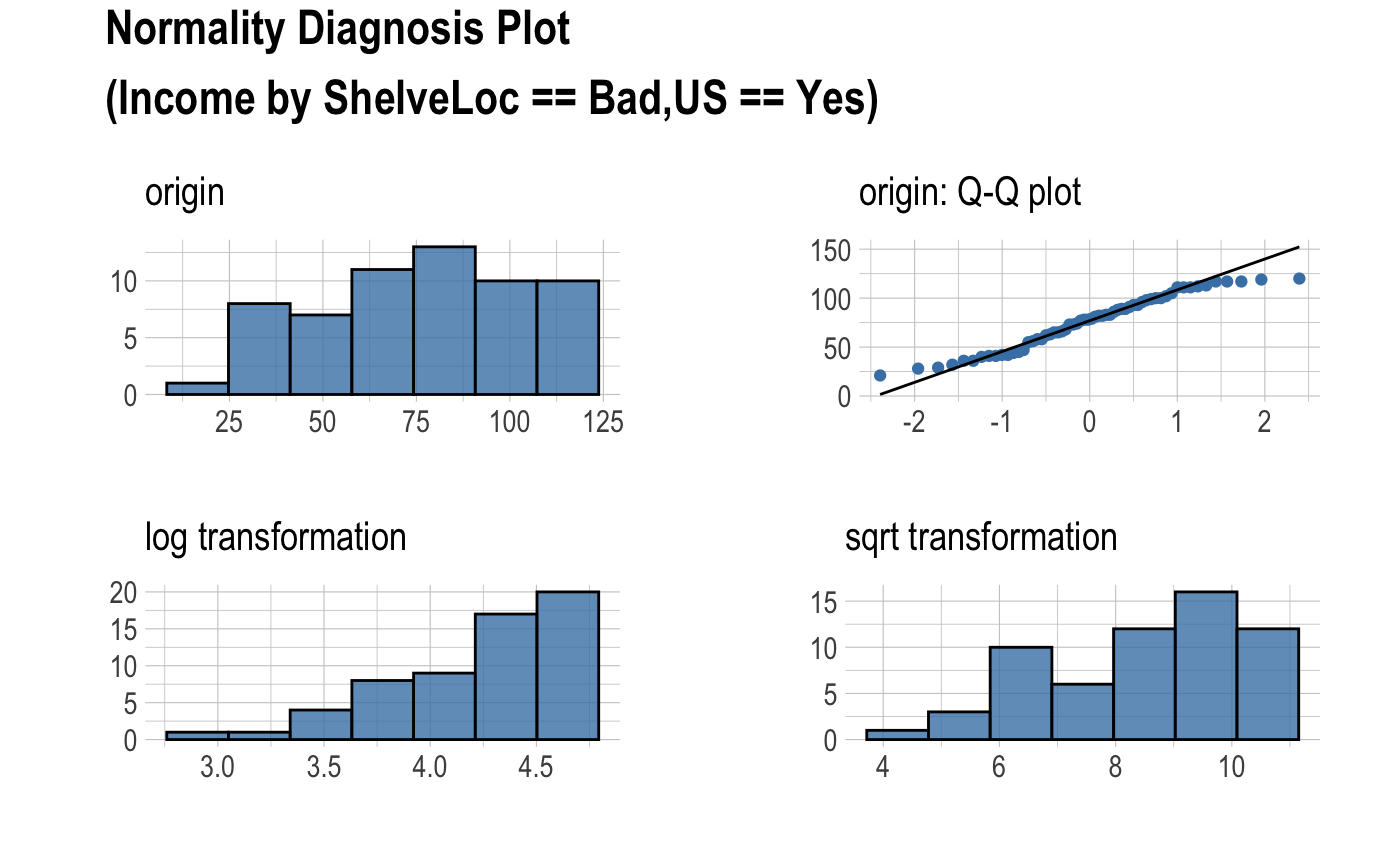 Normality Diagnosis Plot
(Income by ShelveLoc == Bad,US == Yes)
origin
10
5
0
25 50 75 100 125
origin: Q-Q plot
150
100
50
0
-2 -1 0 1 2
log transformation
20
15
10
5
0
3.0 3.5 4.0 4.5
sqrt transformation
15
10
5
0
4 6 8 10